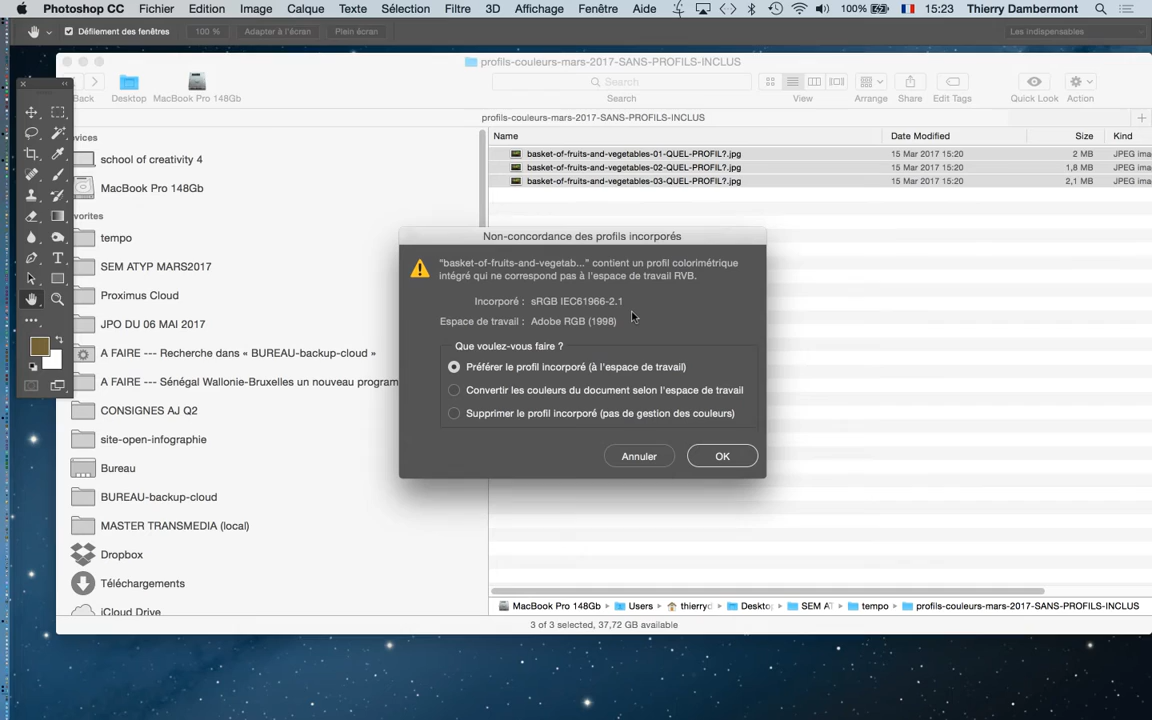 Photoshop CC Fichier Edition Image Calque Texte Sélection Filtre 3D Affichage Fenêtre Aide 100% 15:23 Thierry Dambermont
Défilement des fenêtres 100 % Adapter à l'écran Plein écran Les indispensables
profils-couleurs-mars-2017-SANS-PROFILS-INCLUS
Search
Back Desktop MacBook Pro 148Gb Search View Arrange Share Edit Tags Quick Look Action
profils-couleurs-mars-2017-SANS-PROFILS-INCLUS
vices
Name Date Modified Size Kind
basket-of-fruits-and-vegetables-01-QUEL-PROFIL?.jpg 15 Mar 2017 15:20 2 MB JPEG ima
basket-of-fruits-and-vegetables-02-QUEL-PROFIL?.jpg 15 Mar 2017 15:20 1,8 MB JPEG ima
basket-of-fruits-and-vegetables-03-QUEL-PROFIL?.jpg 15 Mar 2017 15:20 2,1 MB JPEG ima
school of creativity 4
MacBook Pro 148Gb
vorites
tempo
SEM ATYP MARS2017
Proximus Cloud
JPO DU 06 MAI 2017
A FAIRE --- Recherche dans « BUREAU-backup-cloud »
A FAIRE --- Sénégal Wallonie-Bruxelles un nouveau program
CONSIGNES AJ Q2
site-open-infographie
Bureau
BUREAU-backup-cloud
MASTER TRANSMEDIA (local)
Dropbox
Téléchargements
iCloud Drive
Non-concordance des profils incorporés
"basket-of-fruits-and-vegetab..." contient un profil colorimétrique
intégré qui ne correspond pas à l'espace de travail RVB.
Incorporé : sRGB IEC61966-2.1
Espace de travail : Adobe RGB (1998)
Que voulez-vous faire ?
Préférer le profil incorporé (à l'espace de travail)
Convertir les couleurs du document selon l'espace de travail
Supprimer le profil incorporé (pas de gestion des couleurs)
Annuler OK
MacBook Pro 148Gb Users thierryd Deskto SEM AT tempo profils-couleurs-mars-2017-SANS-PROFILS-INCLUS
3 of 3 selected, 37,72 GB available